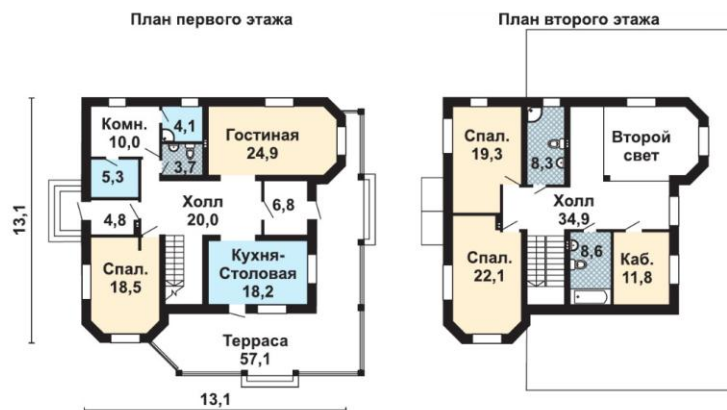 План первого этажа
Комн.
10,0
4,1
3,7
Гостиная
24,9
5,3
4,8
Холл
20,0
6,8
Спал.
18,5
Кухня-
Столовая
18,2
Терраса
57,1
13,1
13,1
План второго этажа
Спал.
19,3
8,3
Второй
свет
Холл
34,9
Спал.
22,1
8,6
Каб.
11,8